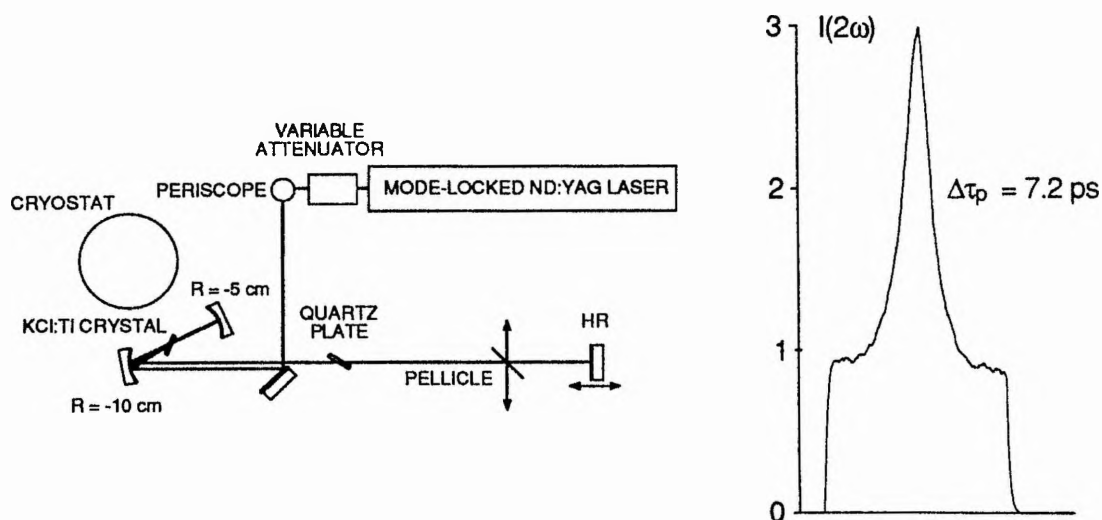 VARIABLE
ATTENUATOR
PERISCOPE
MODE-LOCKED ND:YAG LASER
CRYOSTAT
R = -5 cm
KCl:Tl CRYSTAL
QUARTZ
PLATE
HR
PELLICLE
R = -10 cm
3
I(2ω)
2
Δτp = 7.2 ps
1
0